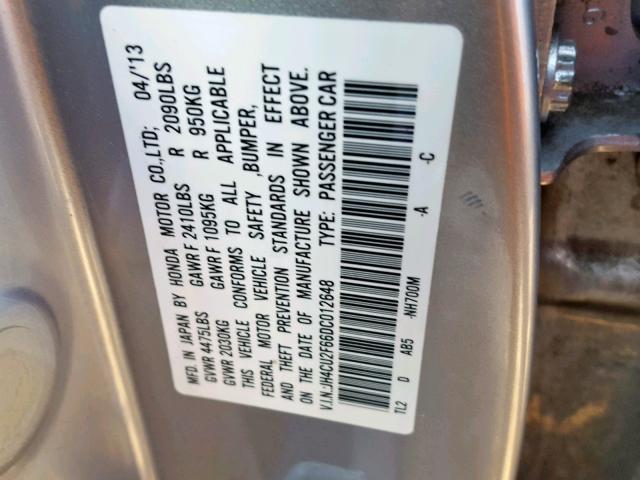 MFD. IN JAPAN BY HONDA MOTOR CO.,LTD; 04/'13
GVWR 4475LBS GAWR F 2410LBS R 2090LBS
GVWR 2030KG GAWR F 1095KG R 950KG
THIS VEHICLE CONFORMS TO ALL APPLICABLE
FEDERAL MOTOR VEHICLE SAFETY ,BUMPER,
AND THEFT PREVENTION STANDARDS IN EFFECT
ON THE DATE OF MANUFACTURE SHOWN ABOVE.
V.I.N.:JH4CU2F66DC012648 TYPE: PASSENGER CAR
TL2 D AB5 -NH700M -A -C